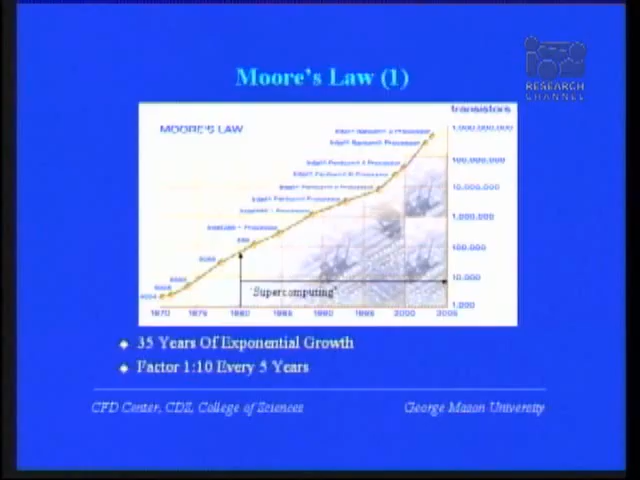 Moore's Law (1)
RESEARCH
CHANNEL
transistors
MOORE'S LAW
1,000,000,000
100,000,000
10,000,000
1,000,000
100,000
10,000
1,000
'Supercomputing'
1970 1975 1980 1985 1990 1995 2000 2005
35 Years Of Exponential Growth
Factor 1:10 Every 5 Years
CFD Center, CDS, College of Sciences
George Mason University